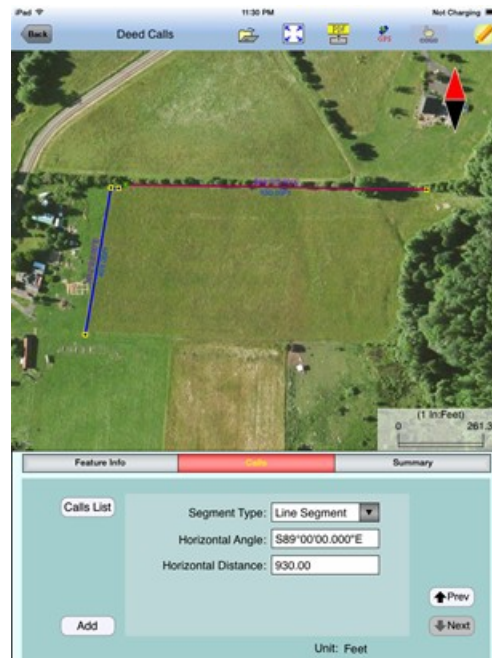 iPad 11:30 PM Not Charging
Back Deed Calls
PDF GPS COGO
(1 In:Feet)
0 261.3
Feature Info Calls Summary
Calls List
Segment Type: Line Segment
Horizontal Angle: S89°00'00.000"E
Horizontal Distance: 930.00
Prev
Add Next
Unit: Feet